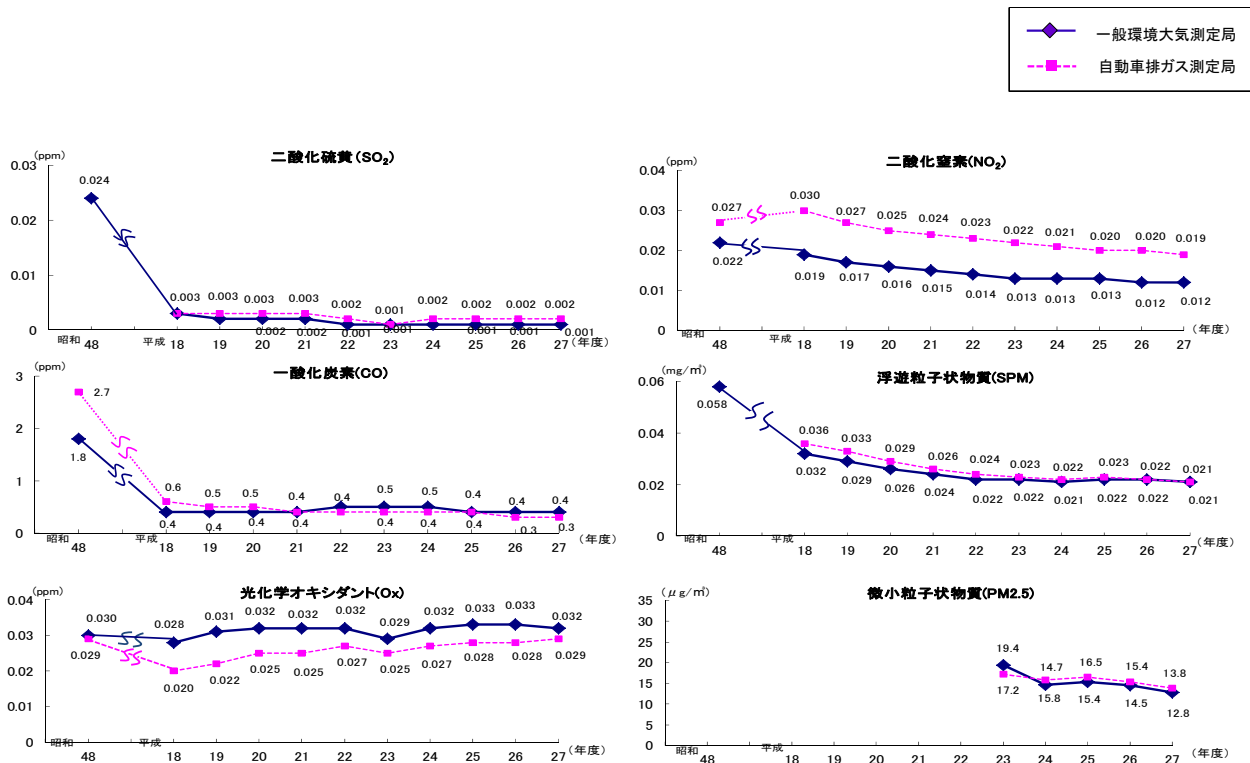 一般環境大気測定局
自動車排ガス測定局
二酸化硫黄(SO₂)
(ppm)
0.03
0.02
0.01
0
0.024
0.003 0.003 0.003 0.003 0.002 0.001 0.002 0.002 0.002 0.002
0.002 0.002 0.001 0.001 0.001 0.001 0.001
昭和 48 平成 18 19 20 21 22 23 24 25 26 27 (年度)
二酸化窒素(NO₂)
(ppm)
0.04
0.03
0.02
0.01
0
0.027 0.030 0.027 0.025 0.024 0.023 0.022 0.021 0.020 0.020 0.019
0.022 0.019 0.017 0.016 0.015 0.014 0.013 0.013 0.013 0.012 0.012
昭和 48 平成 18 19 20 21 22 23 24 25 26 27 (年度)
一酸化炭素(CO)
(ppm)
3
2
1
0
2.7
1.8
0.6 0.5 0.5 0.4 0.4 0.5 0.5 0.4 0.4 0.4
0.4 0.4 0.4 0.4 0.4 0.4 0.4 0.4 0.3 0.3
昭和 48 平成 18 19 20 21 22 23 24 25 26 27 (年度)
浮遊粒子状物質(SPM)
(mg/㎥)
0.06
0.04
0.02
0
0.058
0.036 0.033 0.029 0.026 0.024 0.023 0.022 0.023 0.022 0.021
0.032 0.029 0.026 0.024 0.022 0.022 0.021 0.022 0.022 0.021
昭和 48 平成 18 19 20 21 22 23 24 25 26 27 (年度)
光化学オキシダント(Ox)
(ppm)
0.04
0.03
0.02
0.01
0
0.030 0.028 0.031 0.032 0.032 0.032 0.029 0.032 0.033 0.033 0.032
0.029 0.020 0.022 0.025 0.025 0.027 0.025 0.027 0.028 0.028 0.029
昭和 48 平成 18 19 20 21 22 23 24 25 26 27 (年度)
微小粒子状物質(PM2.5)
(μg/㎥)
35
30
25
20
15
10
5
0
19.4 14.7 16.5 15.4 13.8
17.2 15.8 15.4 14.5 12.8
昭和 48 平成 18 19 20 21 22 23 24 25 26 27 (年度)